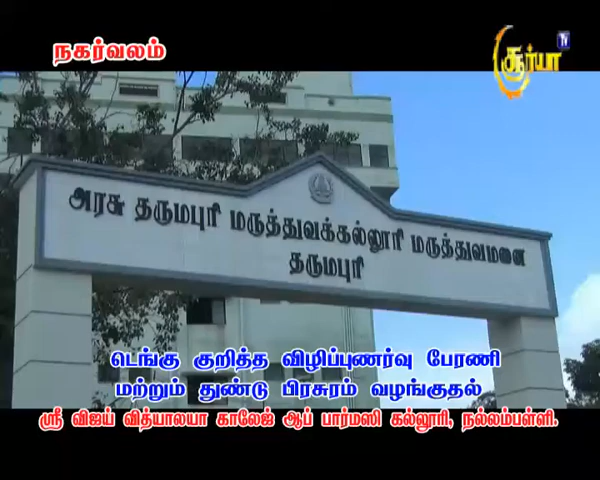 நகர்வலம்
சூர்யா TV
அரசு தருமபுரி மருத்துவக்கல்லூரி மருத்துவமனை
தருமபுரி
டெங்கு குறித்த விழிப்புணர்வு பேரணி
மற்றும் துண்டு பிரசுரம் வழங்குதல்
ஸ்ரீ விஜய் வித்யாலயா காலேஜ் ஆப் பார்மஸி கல்லூரி, நல்லம்பள்ளி.